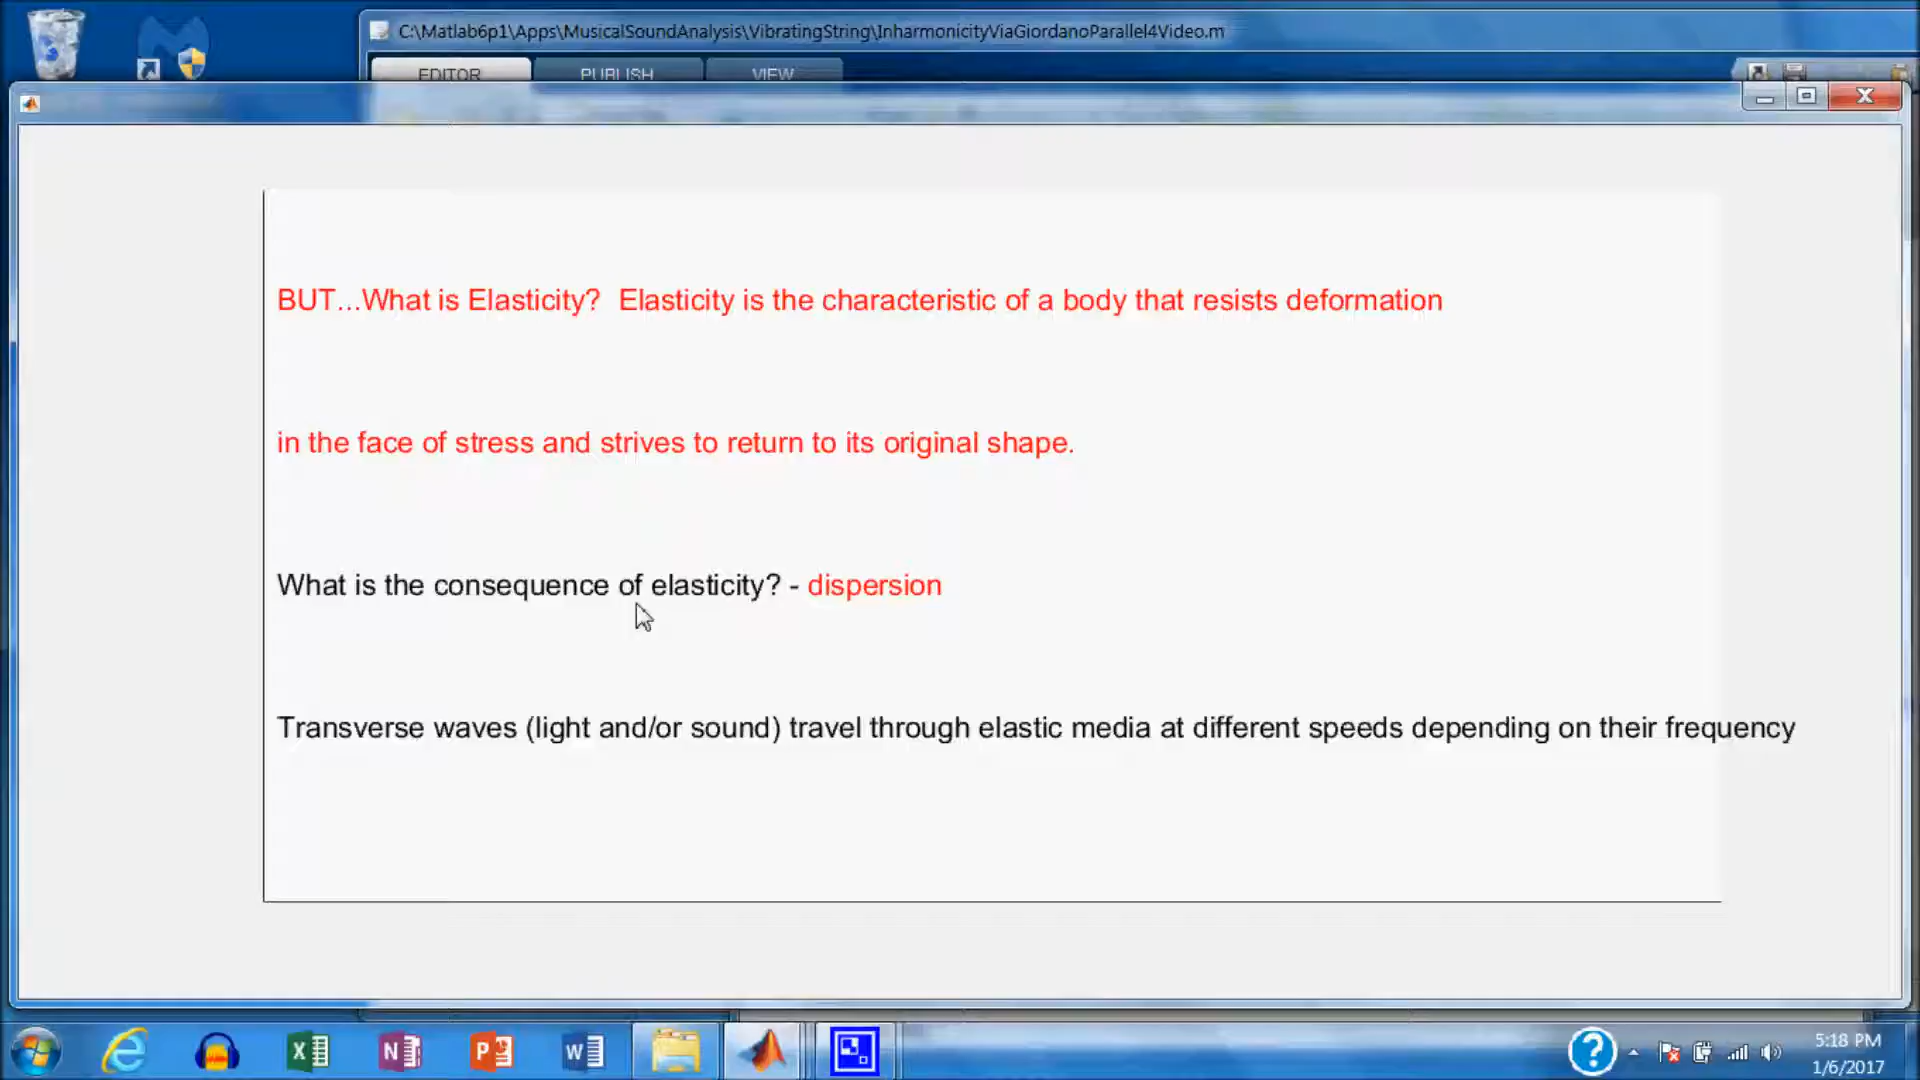 C:\Matlab6p1\Apps\MusicalSoundAnalysis\VibratingString\InharmonicityViaGiordanoParallel4Video.m
EDITOR PUBLISH VIEW
BUT...What is Elasticity? Elasticity is the characteristic of a body that resists deformation
in the face of stress and strives to return to its original shape.
What is the consequence of elasticity? - dispersion
Transverse waves (light and/or sound) travel through elastic media at different speeds depending on their frequency
5:18 PM
1/6/2017